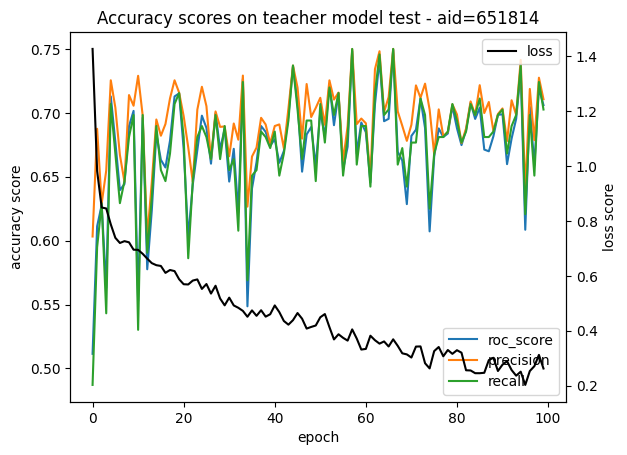 Accuracy scores on teacher model test - aid=651814
accuracy score
0.75
0.70
0.65
0.60
0.55
0.50
loss
1.4
1.2
1.0
0.8
0.6
0.4
0.2
loss score
roc_score
precision
recall
0
20
40
60
80
100
epoch